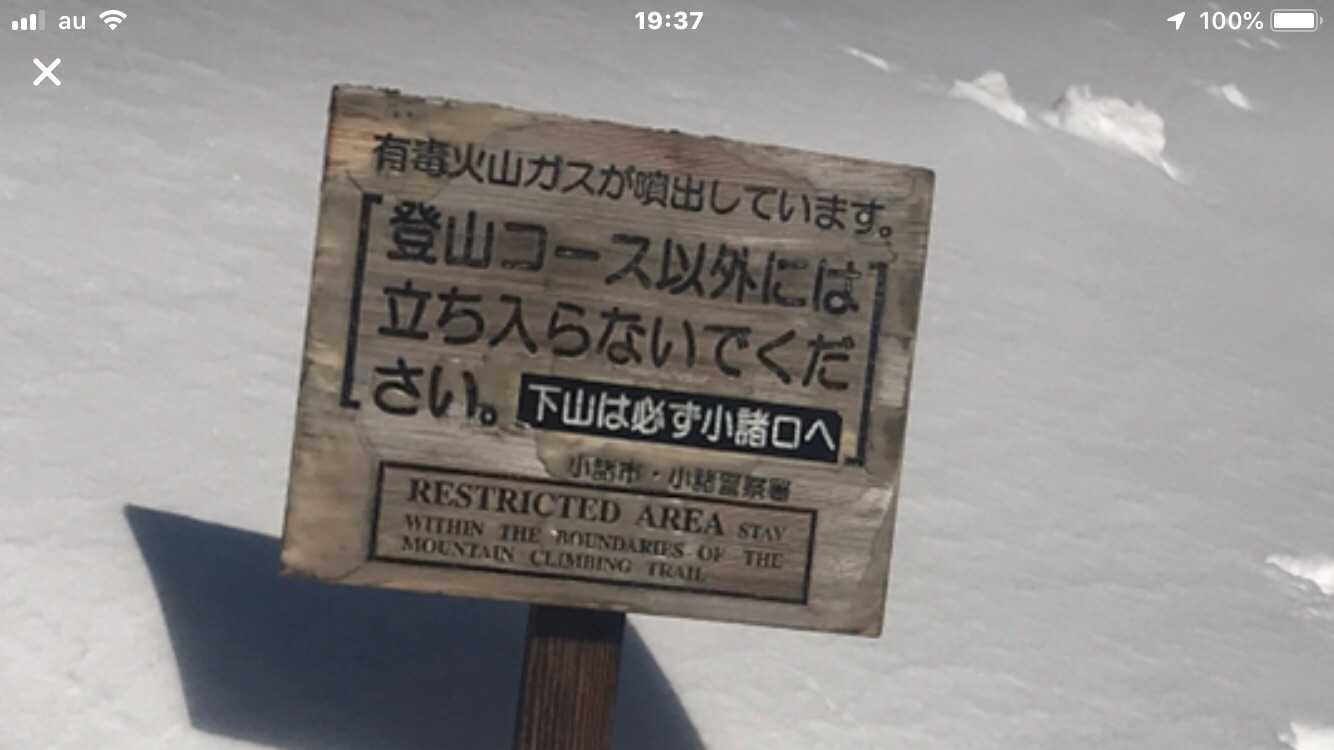 au 19:37 100%
有毒火山ガスが噴出しています。
登山コース以外には
立ち入らないでくだ
さい。下山は必ず小諸口へ
小諸市・小諸警察署
RESTRICTED AREA STAY
WITHIN THE BOUNDARIES OF THE
MOUNTAIN CLIMBING TRAIL